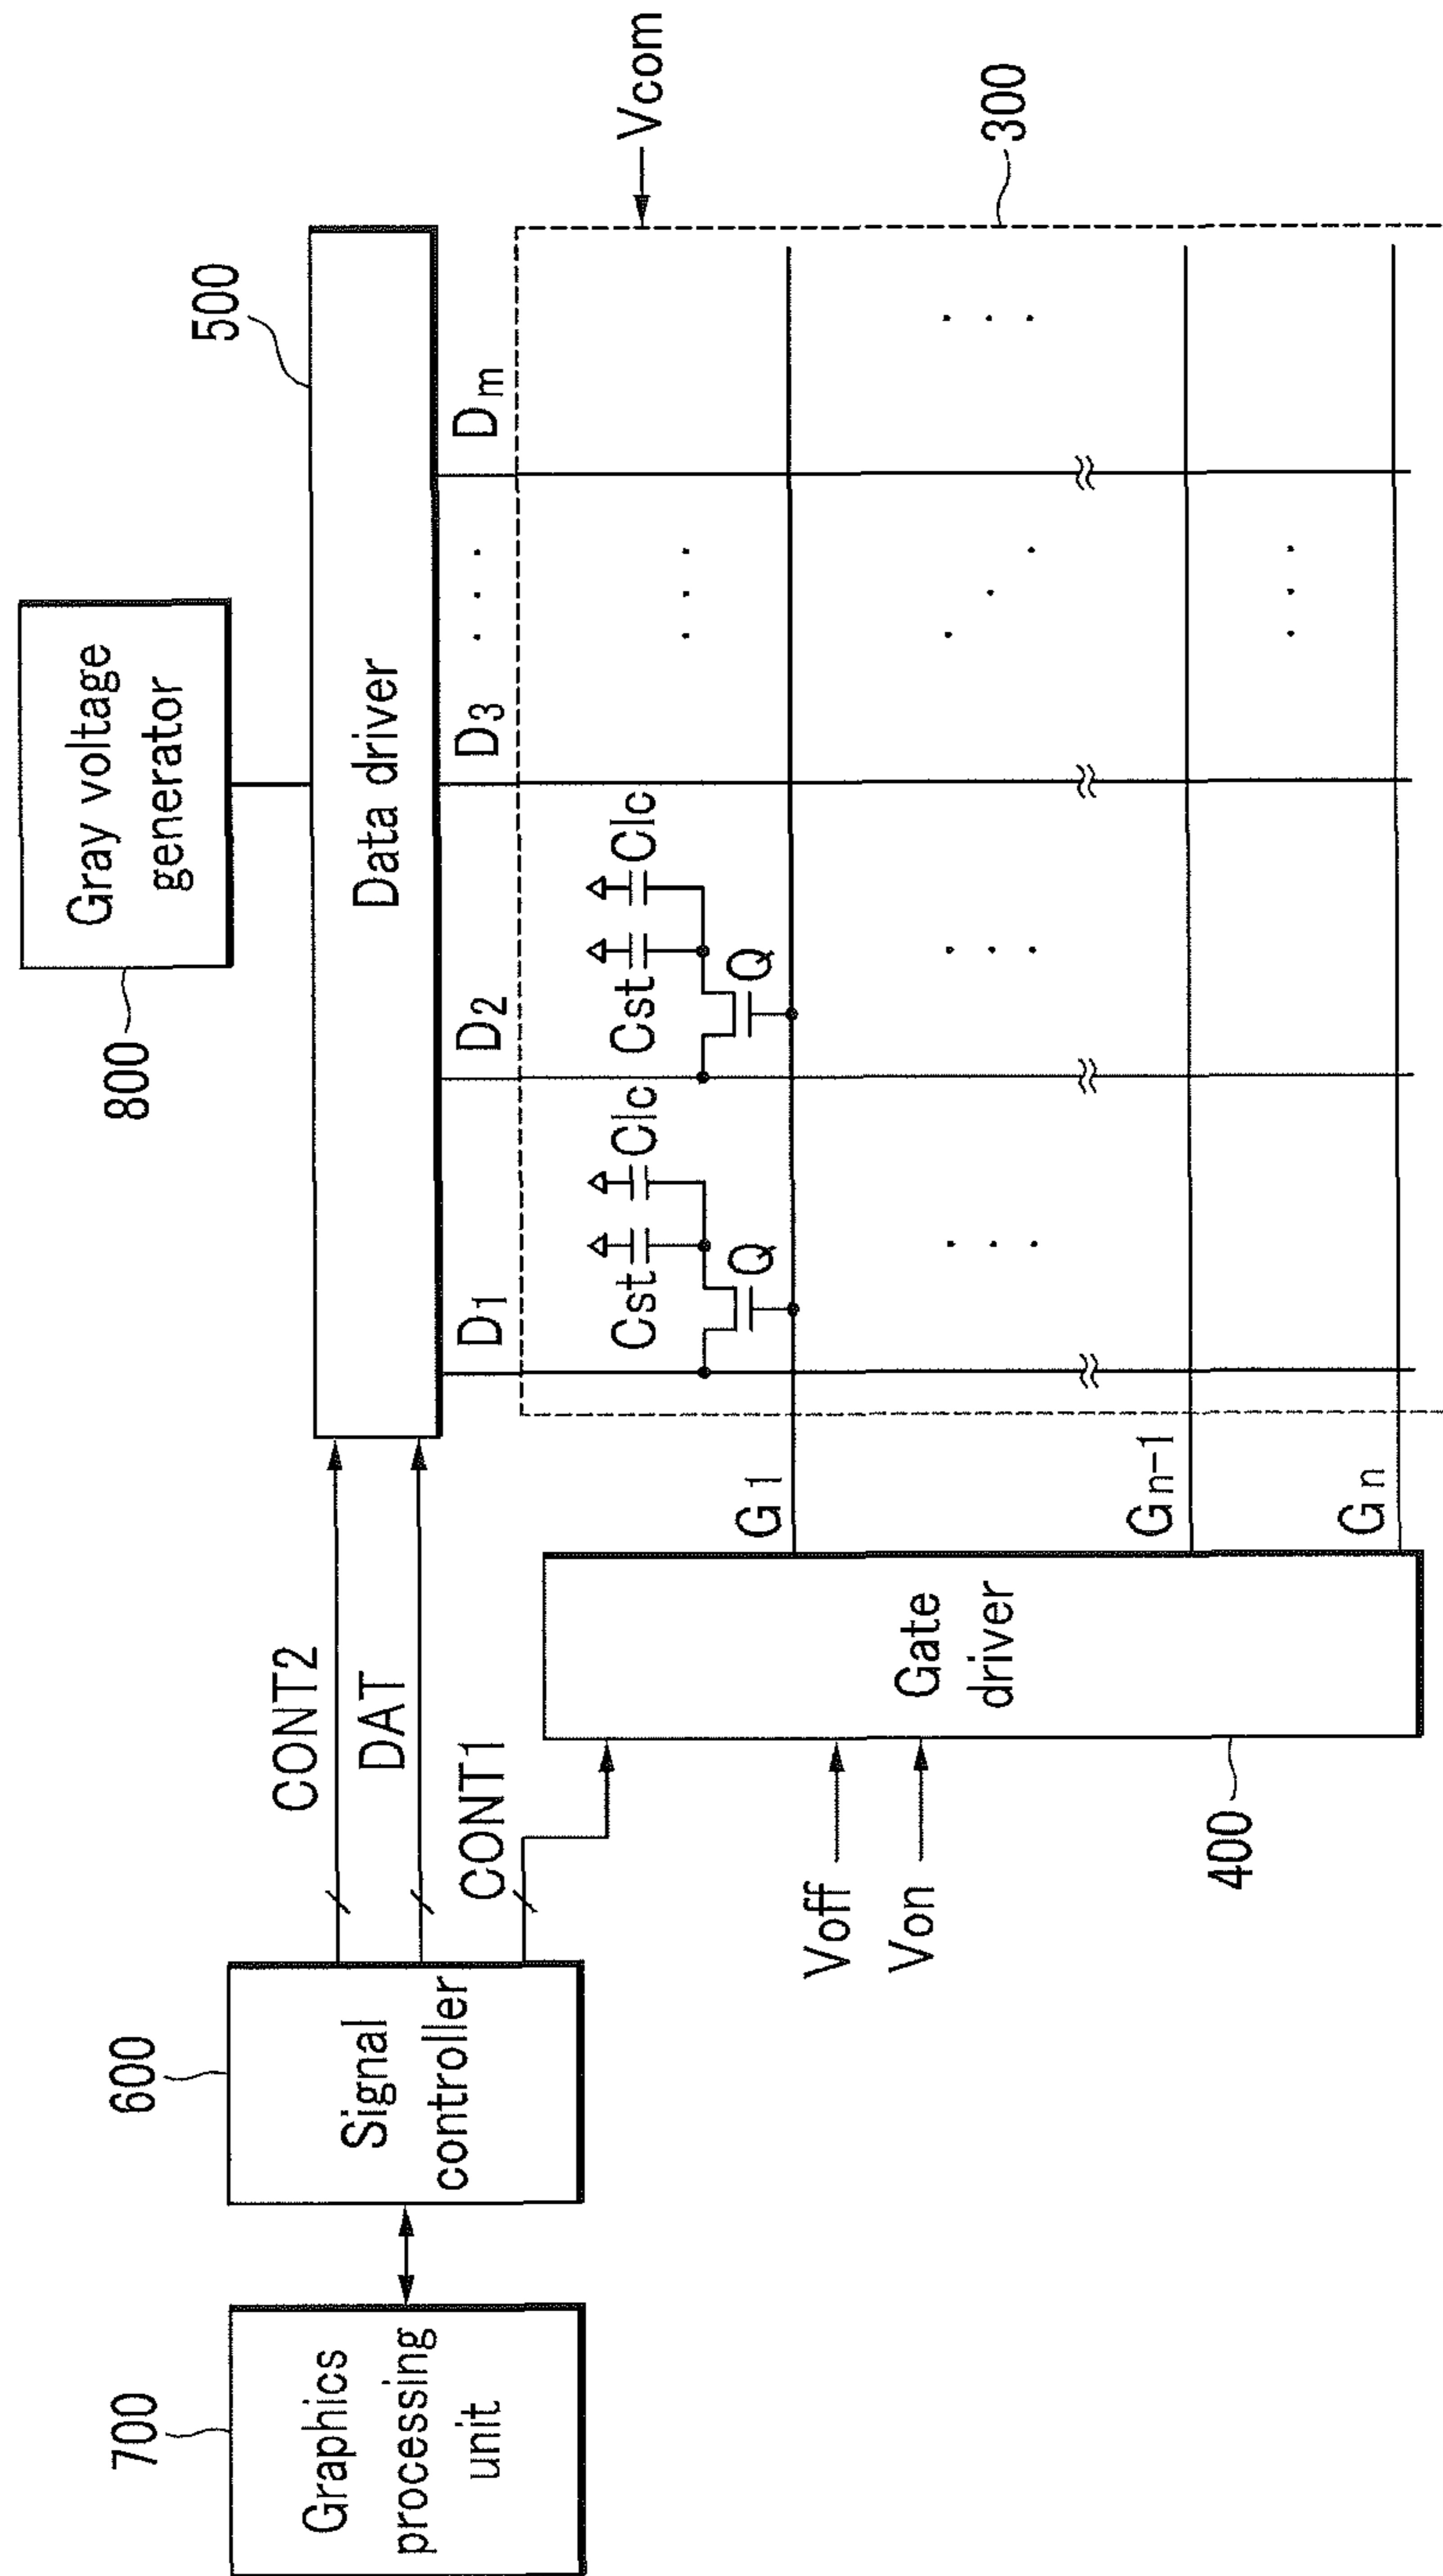 800
Gray voltage
generator
500
Data driver
700
Graphics
processing
unit
600
Signal
controller
CONT2
DAT
CONT1
D1
D2
D3
Dm
Vcom
300
Cst
Clc
Q
Cst
Clc
Q
G1
Gn-1
Gn
Gate
driver
Voff
Von
400